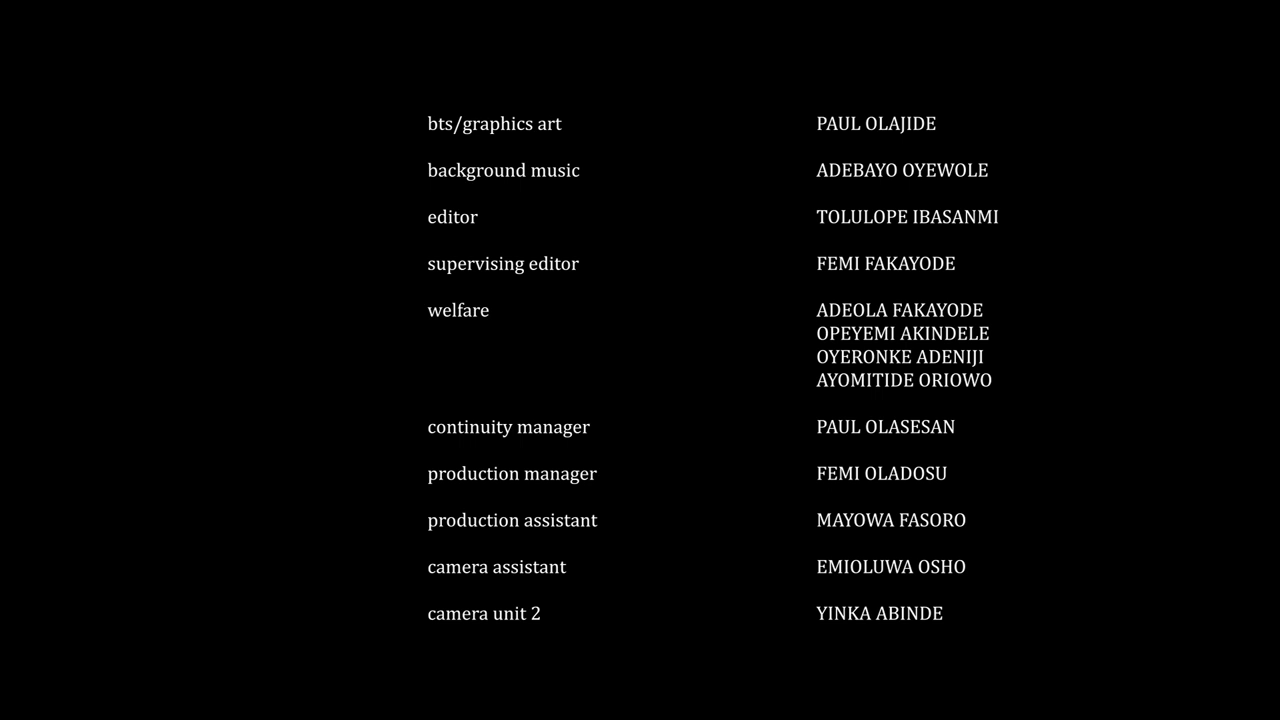 bts/graphics art PAUL OLAJIDE
background music ADEBAYO OYEWOLE
editor TOLULOPE IBASANMI
supervising editor FEMI FAKAYODE
welfare ADEOLA FAKAYODE
OPEYEMI AKINDELE
OYERONKE ADENIJI
AYOMITIDE ORIOWO
continuity manager PAUL OLASESAN
production manager FEMI OLADOSU
production assistant MAYOWA FASORO
camera assistant EMIOLUWA OSHO
camera unit 2 YINKA ABINDE